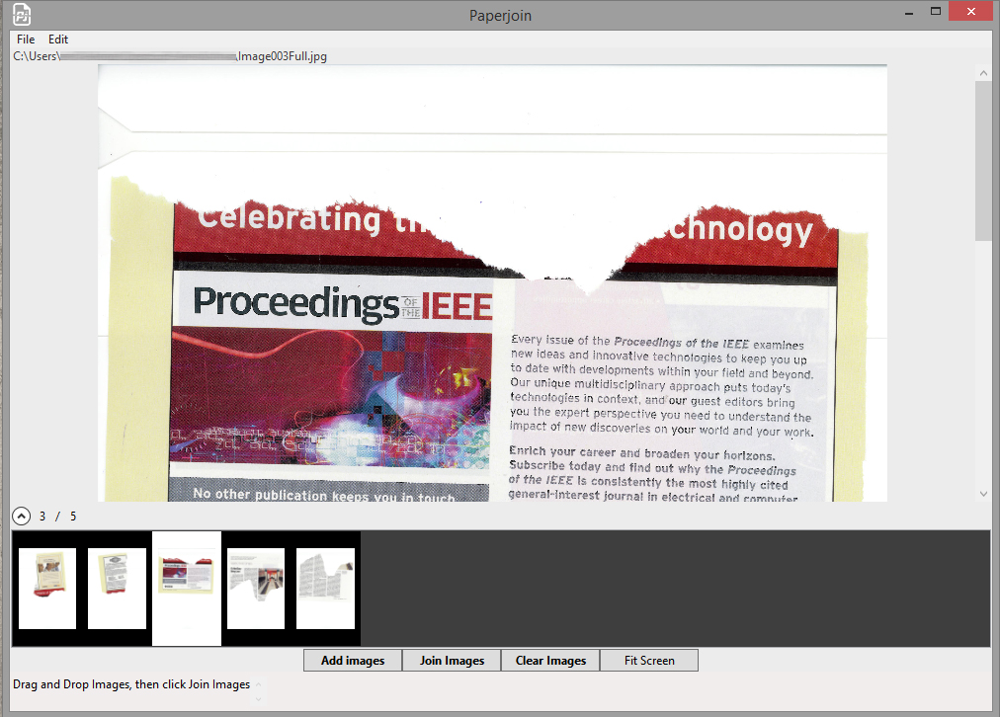 Paperjoin
File Edit
C:\Users\ \Image003Full.jpg
Celebrating th chnology
Proceedings OF THE IEEE
Every issue of the Proceedings of the IEEE examines
new ideas and innovative technologies to keep you up
to date with developments within your field and beyond.
Our unique multidisciplinary approach puts today's
technologies in context, and our guest editors bring
you the expert perspective you need to understand the
impact of new discoveries on your world and your work.
Enrich your career and broaden your horizons.
Subscribe today and find out why the Proceedings
of the IEEE is consistently the most highly cited
general-interest journal in electrical and computer
No other publication keeps you in touch
3 / 5
Add images Join Images Clear Images Fit Screen
Drag and Drop Images, then click Join Images